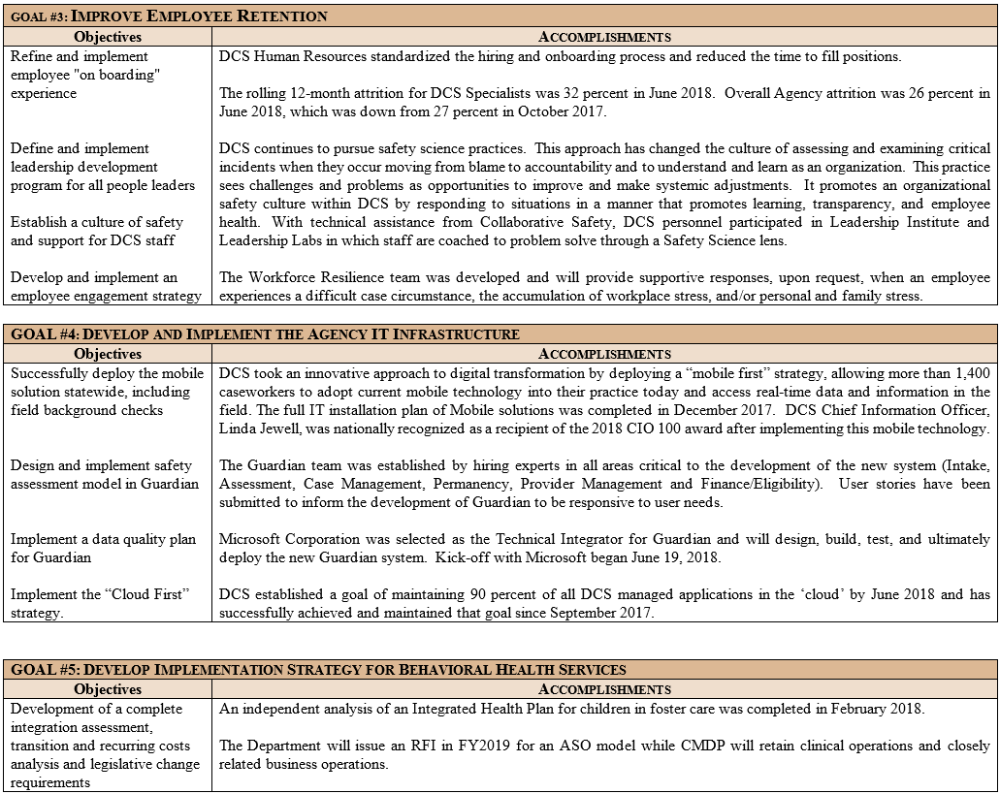 GOAL #3: IMPROVE EMPLOYEE RETENTION
Objectives
ACCOMPLISHMENTS
Refine and implement
employee "on boarding"
experience
DCS Human Resources standardized the hiring and onboarding process and reduced the time to fill positions.
The rolling 12-month attrition for DCS Specialists was 32 percent in June 2018. Overall Agency attrition was 26 percent in
June 2018, which was down from 27 percent in October 2017.
Define and implement
leadership development
program for all people leaders
Establish a culture of safety
and support for DCS staff
DCS continues to pursue safety science practices. This approach has changed the culture of assessing and examining critical
incidents when they occur moving from blame to accountability and to understand and learn as an organization. This practice
sees challenges and problems as opportunities to improve and make systemic adjustments. It promotes an organizational
safety culture within DCS by responding to situations in a manner that promotes learning, transparency, and employee
health. With technical assistance from Collaborative Safety, DCS personnel participated in Leadership Institute and
Leadership Labs in which staff are coached to problem solve through a Safety Science lens.
Develop and implement an
employee engagement strategy
The Workforce Resilience team was developed and will provide supportive responses, upon request, when an employee
experiences a difficult case circumstance, the accumulation of workplace stress, and/or personal and family stress.
GOAL #4: DEVELOP AND IMPLEMENT THE AGENCY IT INFRASTRUCTURE
Objectives
ACCOMPLISHMENTS
Successfully deploy the mobile
solution statewide, including
field background checks
DCS took an innovative approach to digital transformation by deploying a “mobile first” strategy, allowing more than 1,400
caseworkers to adopt current mobile technology into their practice today and access real-time data and information in the
field. The full IT installation plan of Mobile solutions was completed in December 2017. DCS Chief Information Officer,
Linda Jewell, was nationally recognized as a recipient of the 2018 CIO 100 award after implementing this mobile technology.
Design and implement safety
assessment model in Guardian
The Guardian team was established by hiring experts in all areas critical to the development of the new system (Intake,
Assessment, Case Management, Permanency, Provider Management and Finance/Eligibility). User stories have been
submitted to inform the development of Guardian to be responsive to user needs.
Implement a data quality plan
for Guardian
Microsoft Corporation was selected as the Technical Integrator for Guardian and will design, build, test, and ultimately
deploy the new Guardian system. Kick-off with Microsoft began June 19, 2018.
Implement the “Cloud First”
strategy.
DCS established a goal of maintaining 90 percent of all DCS managed applications in the ‘cloud’ by June 2018 and has
successfully achieved and maintained that goal since September 2017.
GOAL #5: DEVELOP IMPLEMENTATION STRATEGY FOR BEHAVIORAL HEALTH SERVICES
Objectives
ACCOMPLISHMENTS
Development of a complete
integration assessment,
transition and recurring costs
analysis and legislative change
requirements
An independent analysis of an Integrated Health Plan for children in foster care was completed in February 2018.
The Department will issue an RFI in FY2019 for an ASO model while CMDP will retain clinical operations and closely
related business operations.